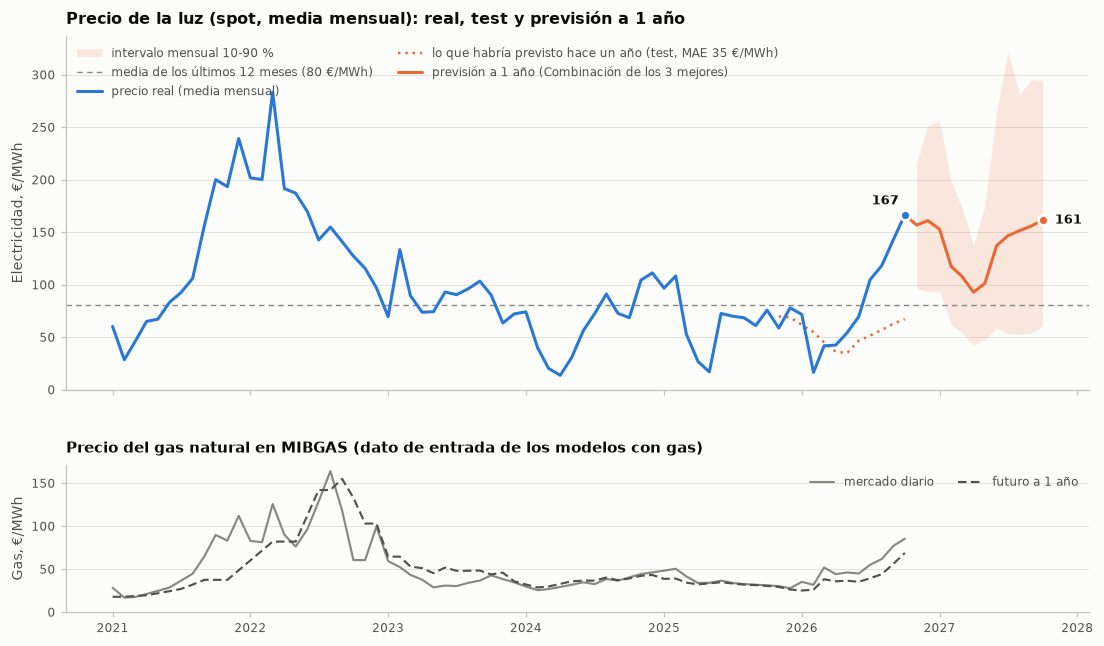 Precio de la luz (spot, media mensual): real, test y previsión a 1 año
intervalo mensual 10-90 %
media de los últimos 12 meses (80 €/MWh)
precio real (media mensual)
lo que habría previsto hace un año (test, MAE 35 €/MWh)
previsión a 1 año (Combinación de los 3 mejores)
Electricidad, €/MWh
300
250
200
150
100
50
0
167
161
Precio del gas natural en MIBGAS (dato de entrada de los modelos con gas)
mercado diario
futuro a 1 año
Gas, €/MWh
150
100
50
0
2021
2022
2023
2024
2025
2026
2027
2028